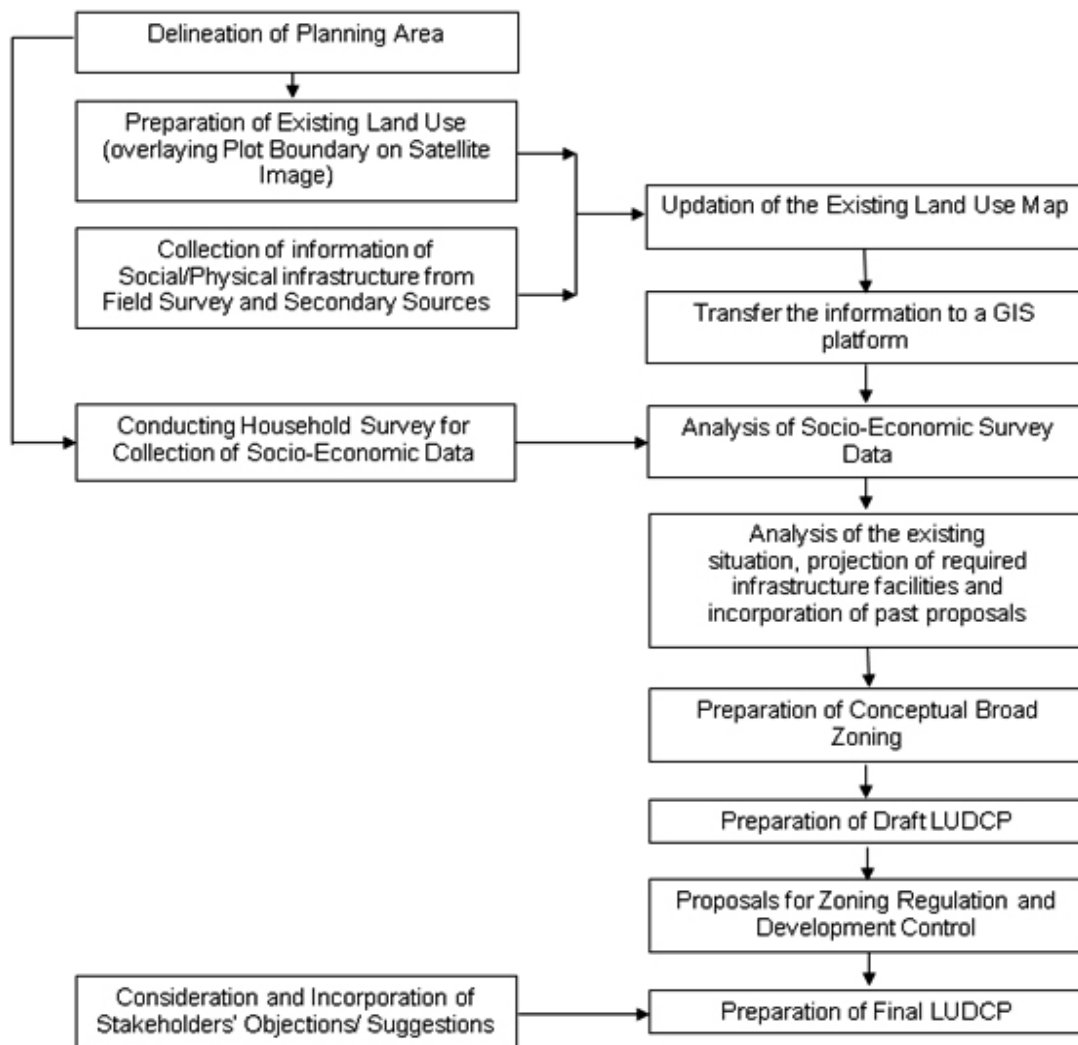 Delineation of Planning Area
Preparation of Existing Land Use
(overlaying Plot Boundary on Satellite
Image)
Collection of information of
Social/Physical infrastructure from
Field Survey and Secondary Sources
Updation of the Existing Land Use Map
Transfer the information to a GIS
platform
Conducting Household Survey for
Collection of Socio-Economic Data
Analysis of Socio-Economic Survey
Data
Analysis of the existing
situation, projection of required
infrastructure facilities and
incorporation of past proposals
Preparation of Conceptual Broad
Zoning
Preparation of Draft LUDCP
Proposals for Zoning Regulation and
Development Control
Consideration and Incorporation of
Stakeholders' Objections/ Suggestions
Preparation of Final LUDCP